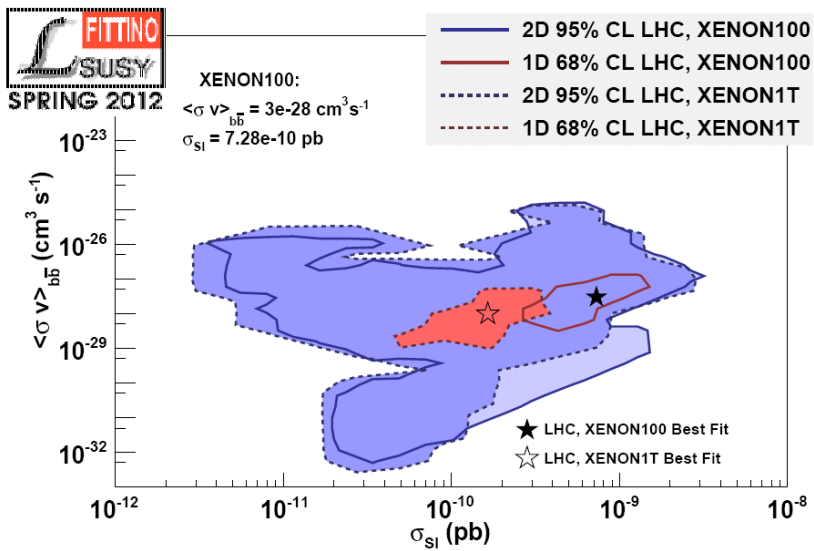 FITTINO
SUSY
SPRING 2012
2D 95% CL LHC, XENON100
1D 68% CL LHC, XENON100
2D 95% CL LHC, XENON1T
1D 68% CL LHC, XENON1T
XENON100:
<σ v>bb̅ = 3e-28 cm³s⁻¹
σSI = 7.28e-10 pb
<σ v>bb̅ (cm³ s⁻¹)
10⁻²³
10⁻²⁶
10⁻²⁹
10⁻³²
LHC, XENON100 Best Fit
LHC, XENON1T Best Fit
10⁻¹² 10⁻¹¹ 10⁻¹⁰ 10⁻⁹ 10⁻⁸
σSI (pb)